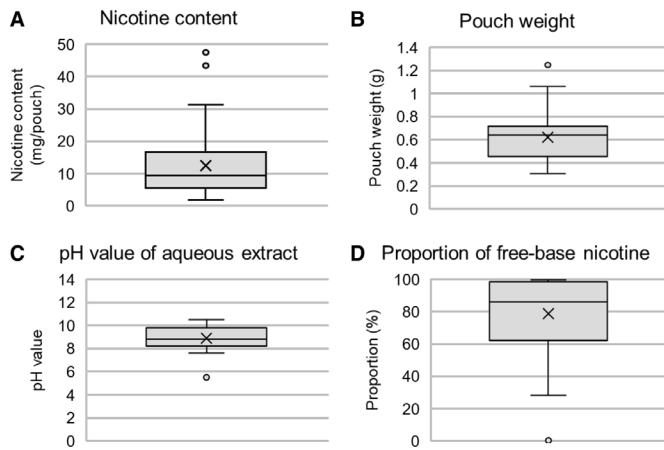 A
Nicotine content
Nicotine content
(mg/pouch)
50
40
30
20
10
0
B
Pouch weight
Pouch weight (g)
1.4
1.2
1
0.8
0.6
0.4
0.2
0
C
pH value of aqueous extract
pH value
14
12
10
8
6
4
2
0
D
Proportion of free-base nicotine
Proportion (%)
100
80
60
40
20
0